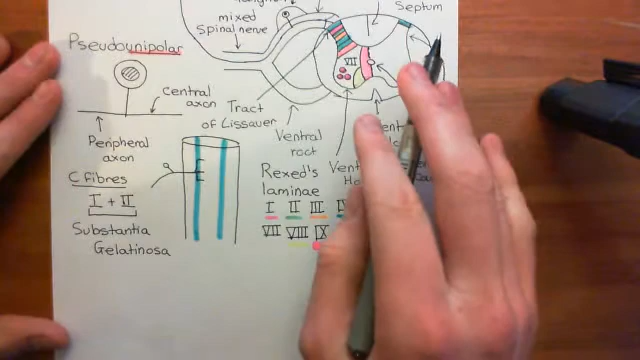 Septum
mixed
Spinal nerve
Pseudounipolar
VII
Central
axon
Tract
of Lissauer
Peripheral
axon
Ventral
root
C fibres
I + II
Substantia
Gelatinosa
Rexed's
laminae
I II III
VII VIII IX